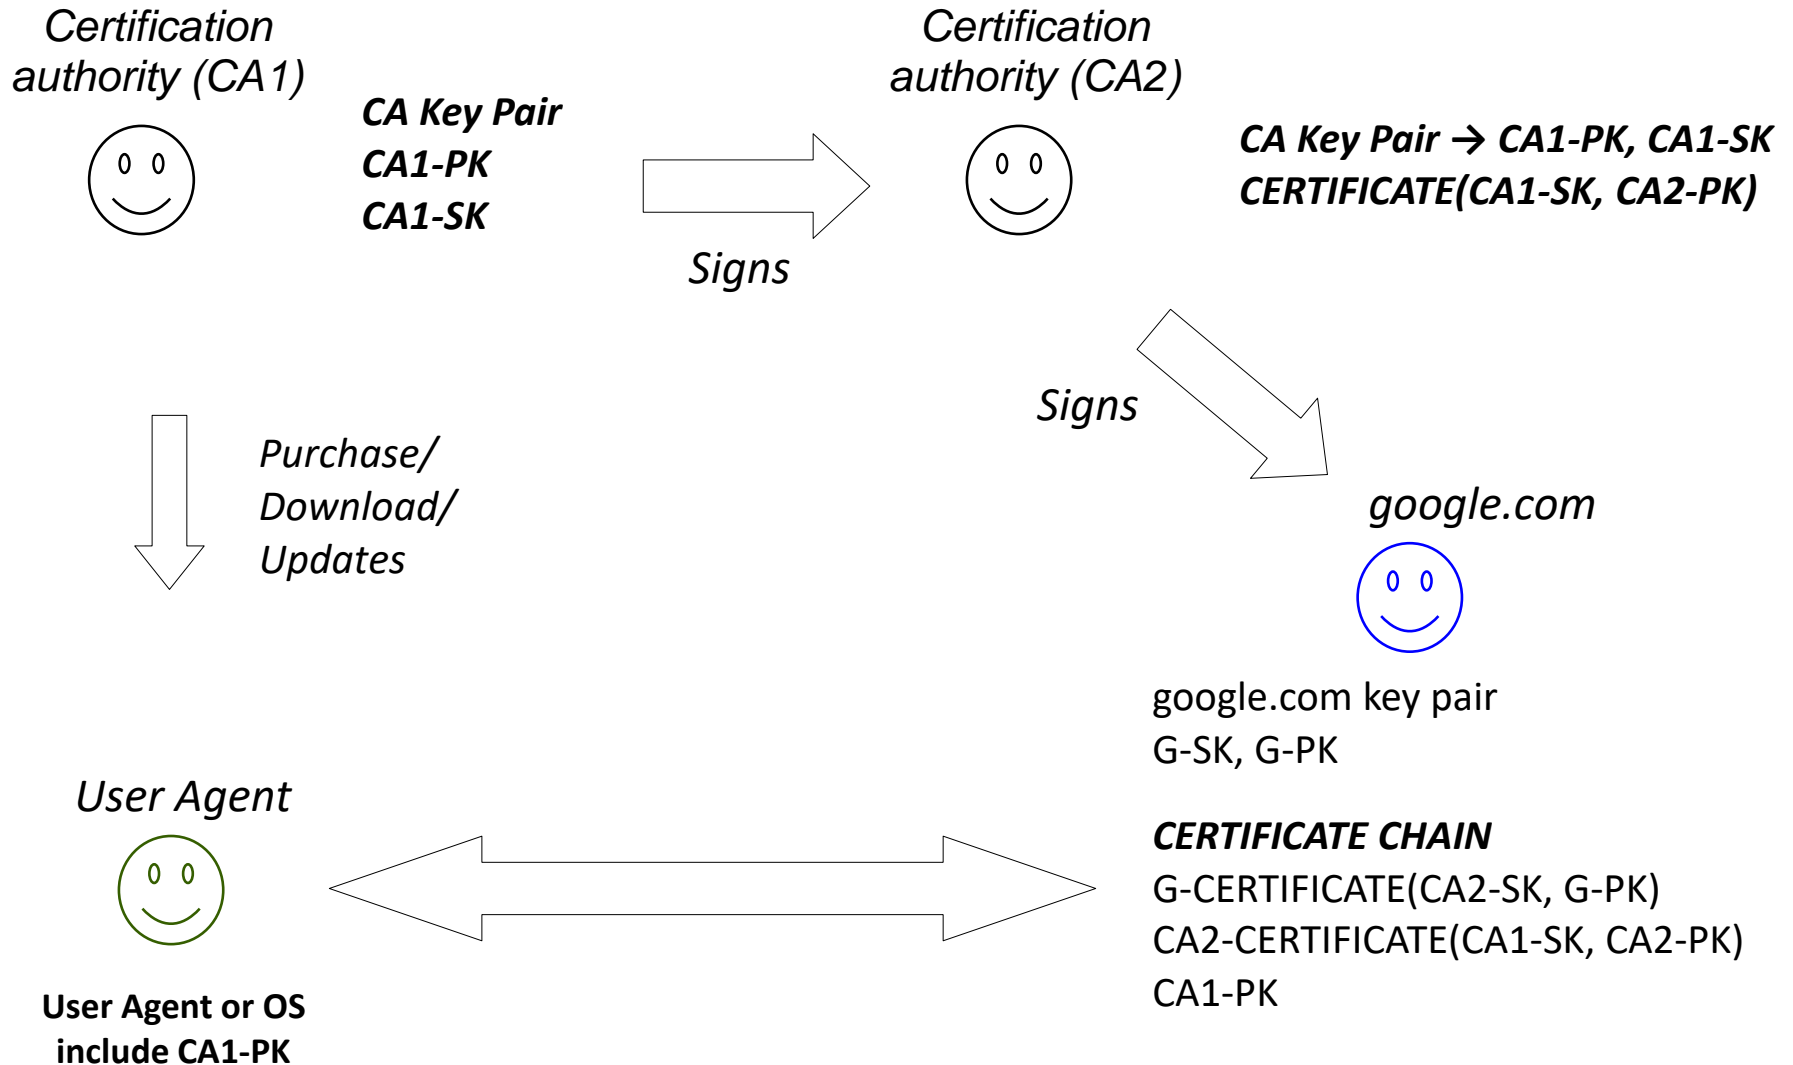 Certification
authority (CA1)
CA Key Pair
CA1-PK
CA1-SK
Signs
Certification
authority (CA2)
CA Key Pair → CA1-PK, CA1-SK
CERTIFICATE(CA1-SK, CA2-PK)
Signs
Purchase/
Download/
Updates
google.com
google.com key pair
G-SK, G-PK
User Agent
User Agent or OS
include CA1-PK
CERTIFICATE CHAIN
G-CERTIFICATE(CA2-SK, G-PK)
CA2-CERTIFICATE(CA1-SK, CA2-PK)
CA1-PK